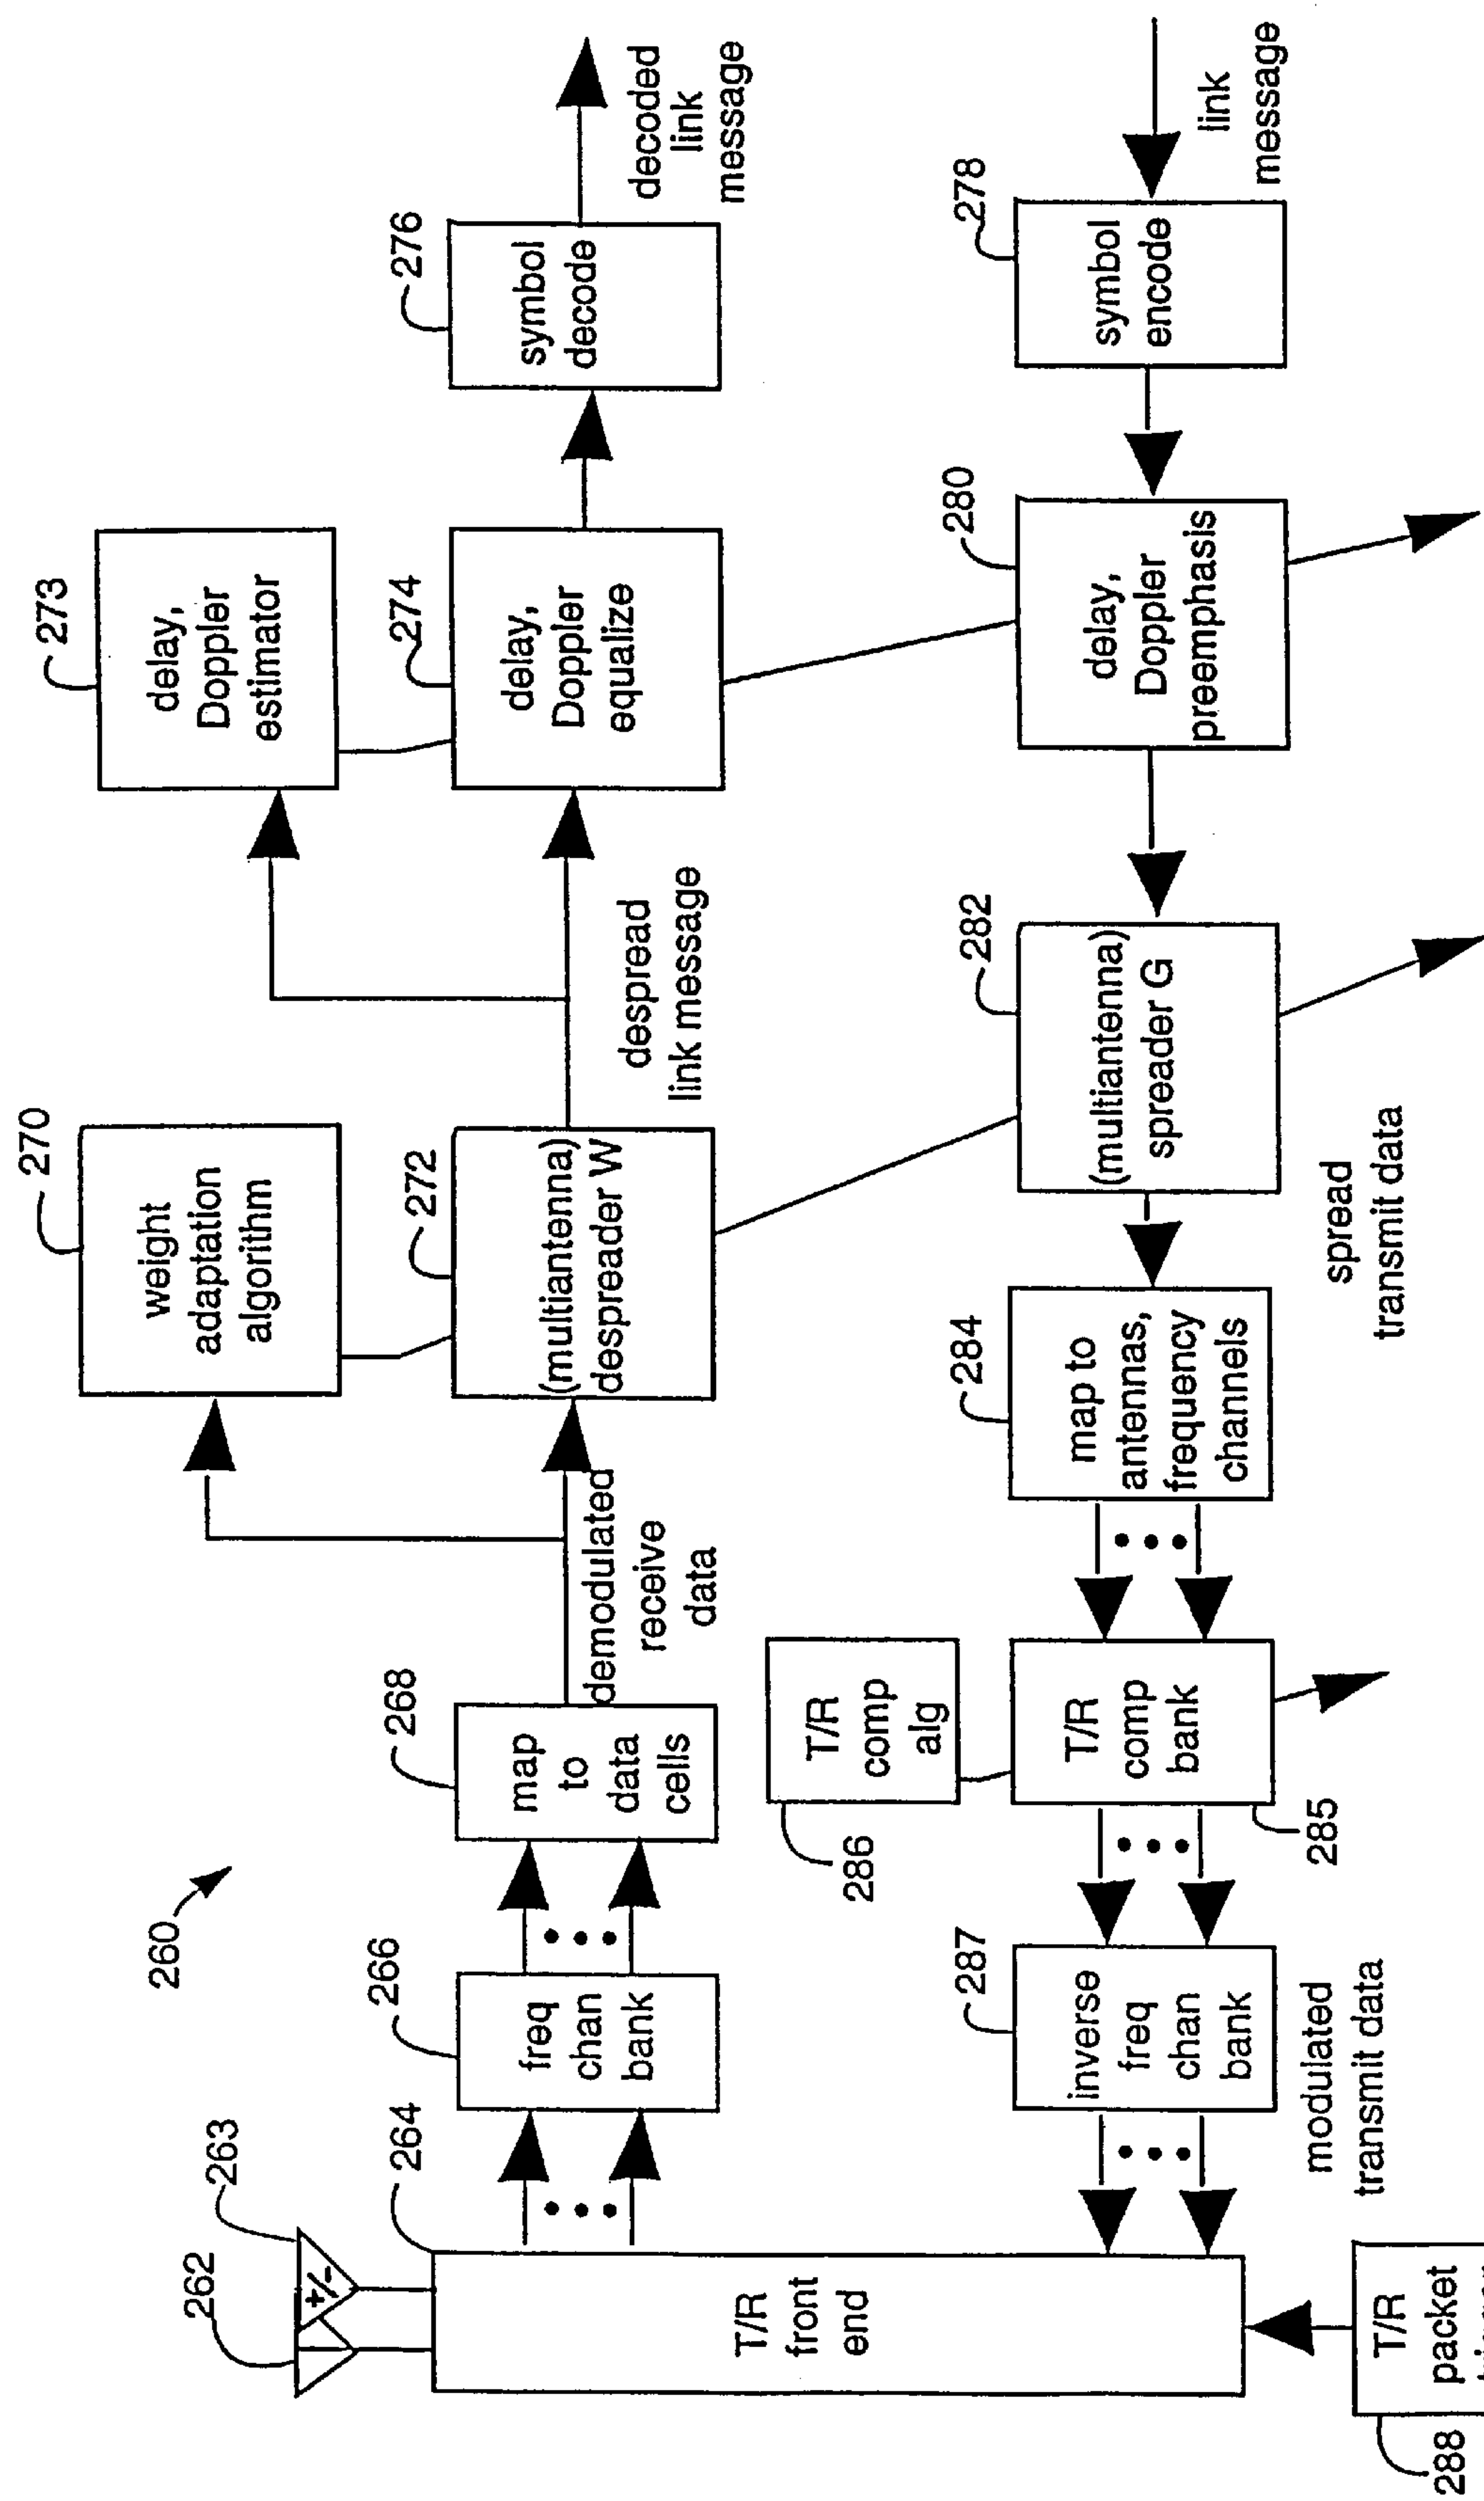 260
262
263
+/-
264
T/R
front
end
266
freq
chan
bank
268
map
to
data
cells
demodulated
receive
data
270
weight
adaptation
algorithm
272
(multiantenna)
despreader W
despread
link message
273
delay,
Doppler
estimator
274
delay,
Doppler
equalize
276
symbol
decode
decoded
link
message
link
message
278
symbol
encode
280
delay,
Doppler
preemphasis
282
(multiantenna)
spreader G
spread
transmit data
284
map to
antennas,
frequency
channels
286
T/R
comp
alg
T/R
comp
bank
285
287
inverse
freq
chan
bank
modulated
transmit data
288
T/R
packet